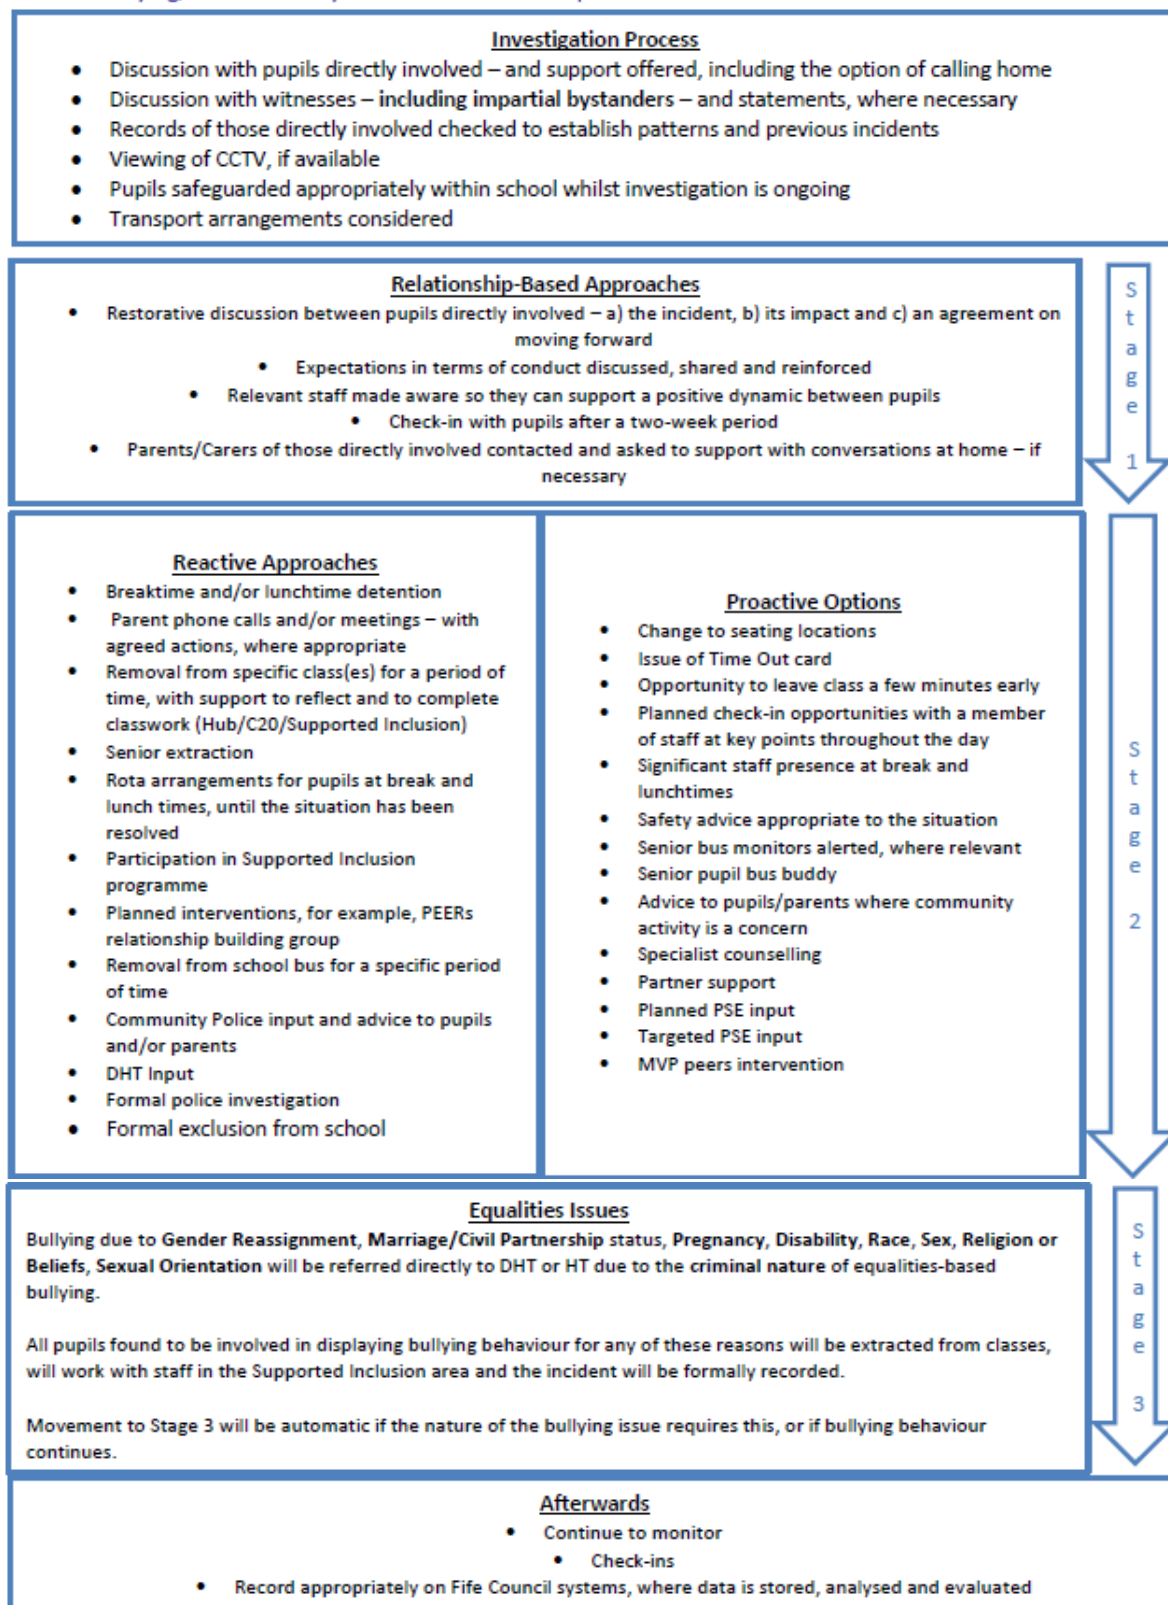 Investigation Process
• Discussion with pupils directly involved – and support offered, including the option of calling home
• Discussion with witnesses – including impartial bystanders – and statements, where necessary
• Records of those directly involved checked to establish patterns and previous incidents
• Viewing of CCTV, if available
• Pupils safeguarded appropriately within school whilst investigation is ongoing
• Transport arrangements considered
Relationship-Based Approaches
• Restorative discussion between pupils directly involved – a) the incident, b) its impact and c) an agreement on
moving forward
• Expectations in terms of conduct discussed, shared and reinforced
• Relevant staff made aware so they can support a positive dynamic between pupils
• Check-in with pupils after a two-week period
• Parents/Carers of those directly involved contacted and asked to support with conversations at home – if
necessary
Stage 1
Reactive Approaches
• Breaktime and/or lunchtime detention
• Parent phone calls and/or meetings – with
agreed actions, where appropriate
• Removal from specific class(es) for a period of
time, with support to reflect and to complete
classwork (Hub/C20/Supported Inclusion)
• Senior extraction
• Rota arrangements for pupils at break and
lunch times, until the situation has been
resolved
• Participation in Supported Inclusion
programme
• Planned interventions, for example, PEERs
relationship building group
• Removal from school bus for a specific period
of time
• Community Police input and advice to pupils
and/or parents
• DHT Input
• Formal police investigation
• Formal exclusion from school
Proactive Options
• Change to seating locations
• Issue of Time Out card
• Opportunity to leave class a few minutes early
• Planned check-in opportunities with a member
of staff at key points throughout the day
• Significant staff presence at break and
lunchtimes
• Safety advice appropriate to the situation
• Senior bus monitors alerted, where relevant
• Senior pupil bus buddy
• Advice to pupils/parents where community
activity is a concern
• Specialist counselling
• Partner support
• Planned PSE input
• Targeted PSE input
• MVP peers intervention
Stage 2
Equalities Issues
Bullying due to Gender Reassignment, Marriage/Civil Partnership status, Pregnancy, Disability, Race, Sex, Religion or
Beliefs, Sexual Orientation will be referred directly to DHT or HT due to the criminal nature of equalities-based
bullying.
All pupils found to be involved in displaying bullying behaviour for any of these reasons will be extracted from classes,
will work with staff in the Supported Inclusion area and the incident will be formally recorded.
Movement to Stage 3 will be automatic if the nature of the bullying issue requires this, or if bullying behaviour
continues.
Stage 3
Afterwards
• Continue to monitor
• Check-ins
• Record appropriately on Fife Council systems, where data is stored, analysed and evaluated